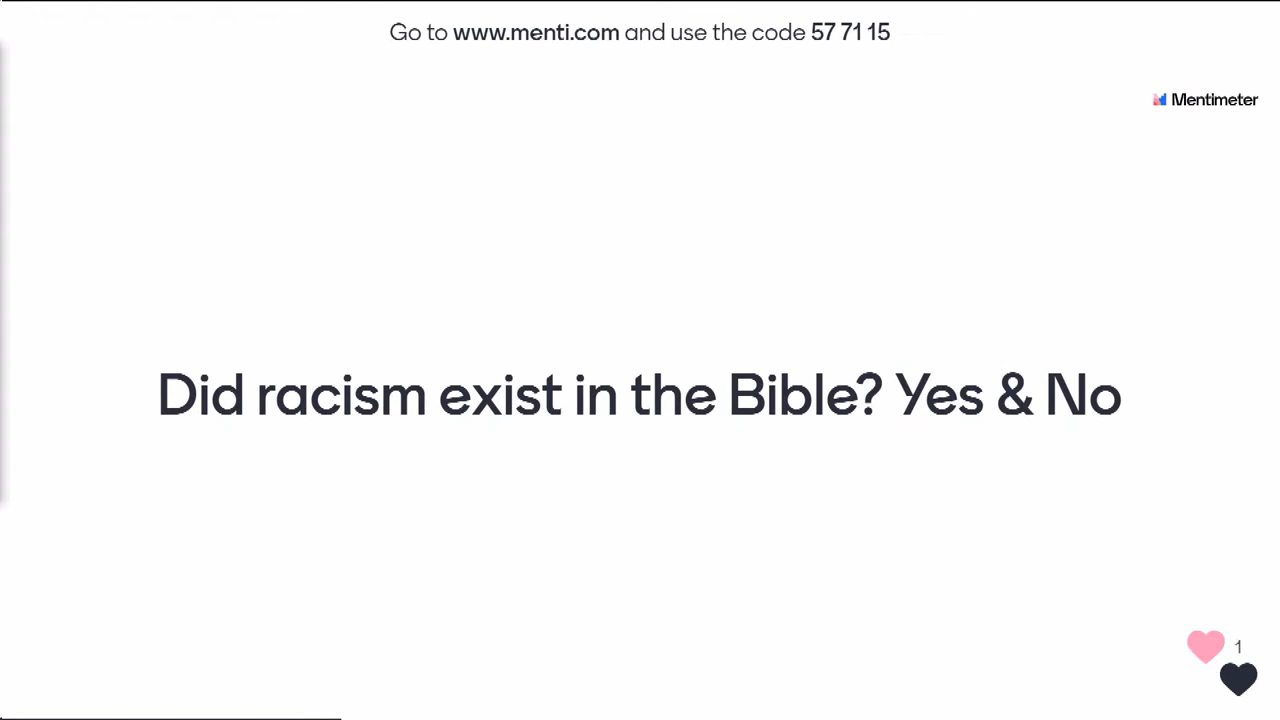 Go to www.menti.com and use the code 57 71 15
Mentimeter
Did racism exist in the Bible? Yes & No
1